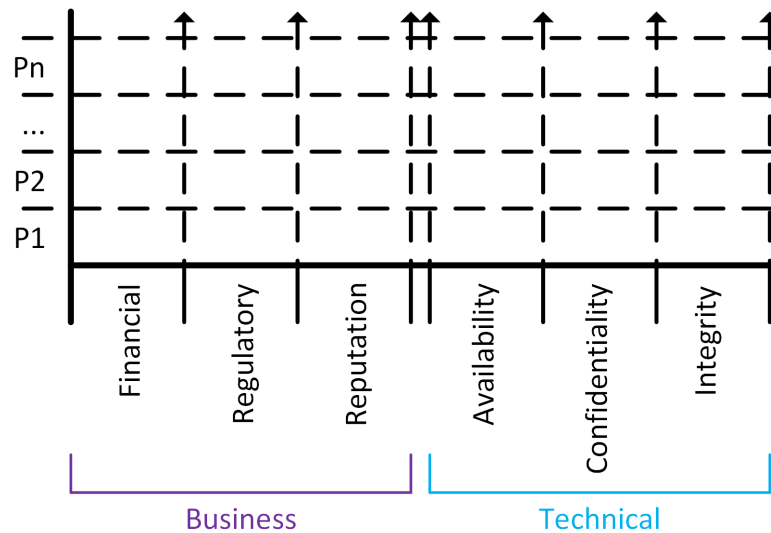 Pn
...
P2
P1
Financial
Regulatory
Reputation
Availability
Confidentiality
Integrity
Business
Technical